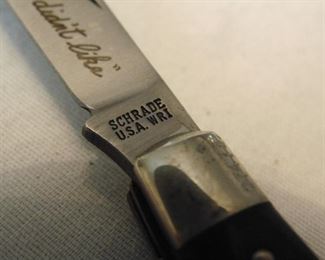 didn't like"
SCHRADE
U.S.A. WRI